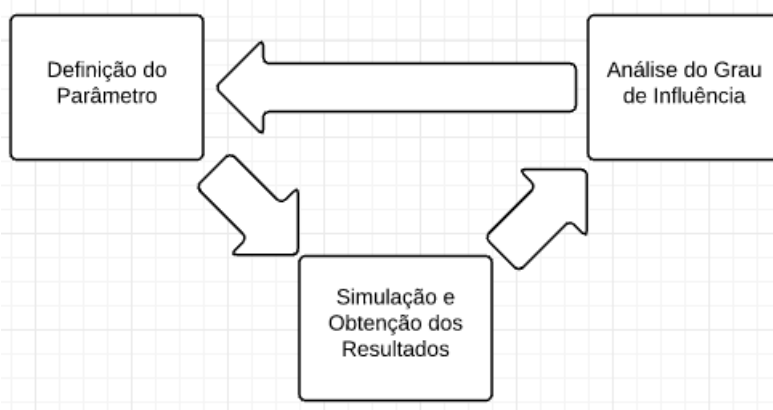 Definição do
Parâmetro
Análise do Grau
de Influência
Simulação e
Obtenção dos
Resultados